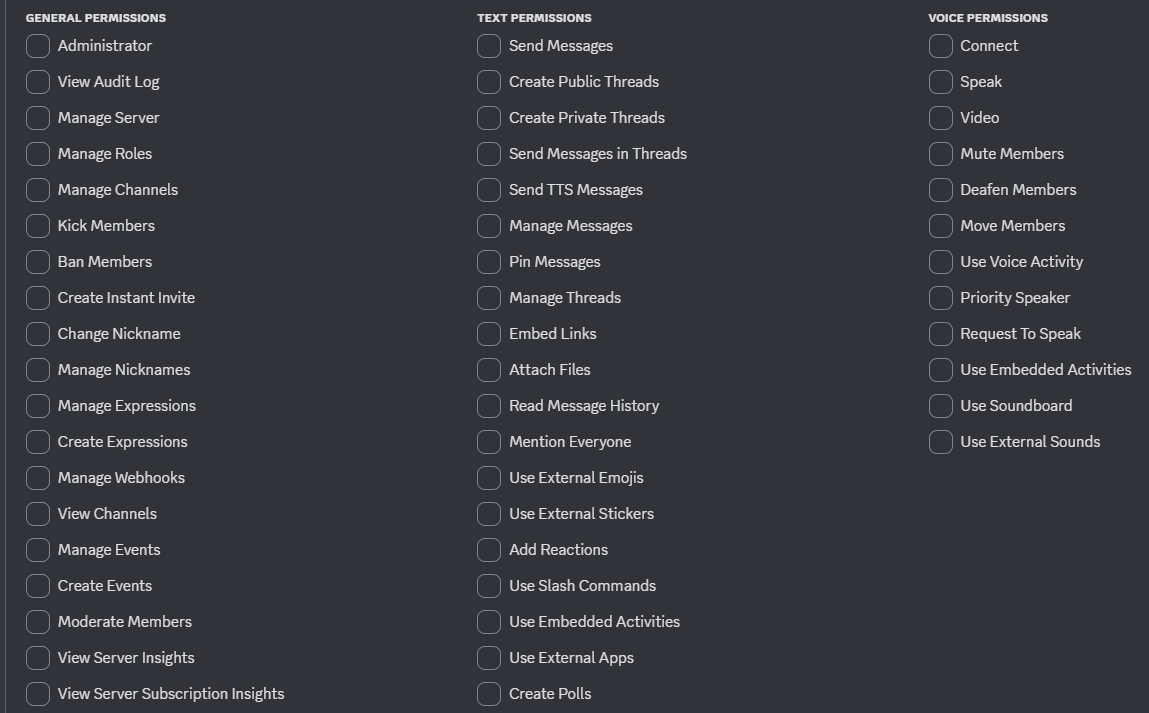 GENERAL PERMISSIONS
Administrator
View Audit Log
Manage Server
Manage Roles
Manage Channels
Kick Members
Ban Members
Create Instant Invite
Change Nickname
Manage Nicknames
Manage Expressions
Create Expressions
Manage Webhooks
View Channels
Manage Events
Create Events
Moderate Members
View Server Insights
View Server Subscription Insights
TEXT PERMISSIONS
Send Messages
Create Public Threads
Create Private Threads
Send Messages in Threads
Send TTS Messages
Manage Messages
Pin Messages
Manage Threads
Embed Links
Attach Files
Read Message History
Mention Everyone
Use External Emojis
Use External Stickers
Add Reactions
Use Slash Commands
Use Embedded Activities
Use External Apps
Create Polls
VOICE PERMISSIONS
Connect
Speak
Video
Mute Members
Deafen Members
Move Members
Use Voice Activity
Priority Speaker
Request To Speak
Use Embedded Activities
Use Soundboard
Use External Sounds